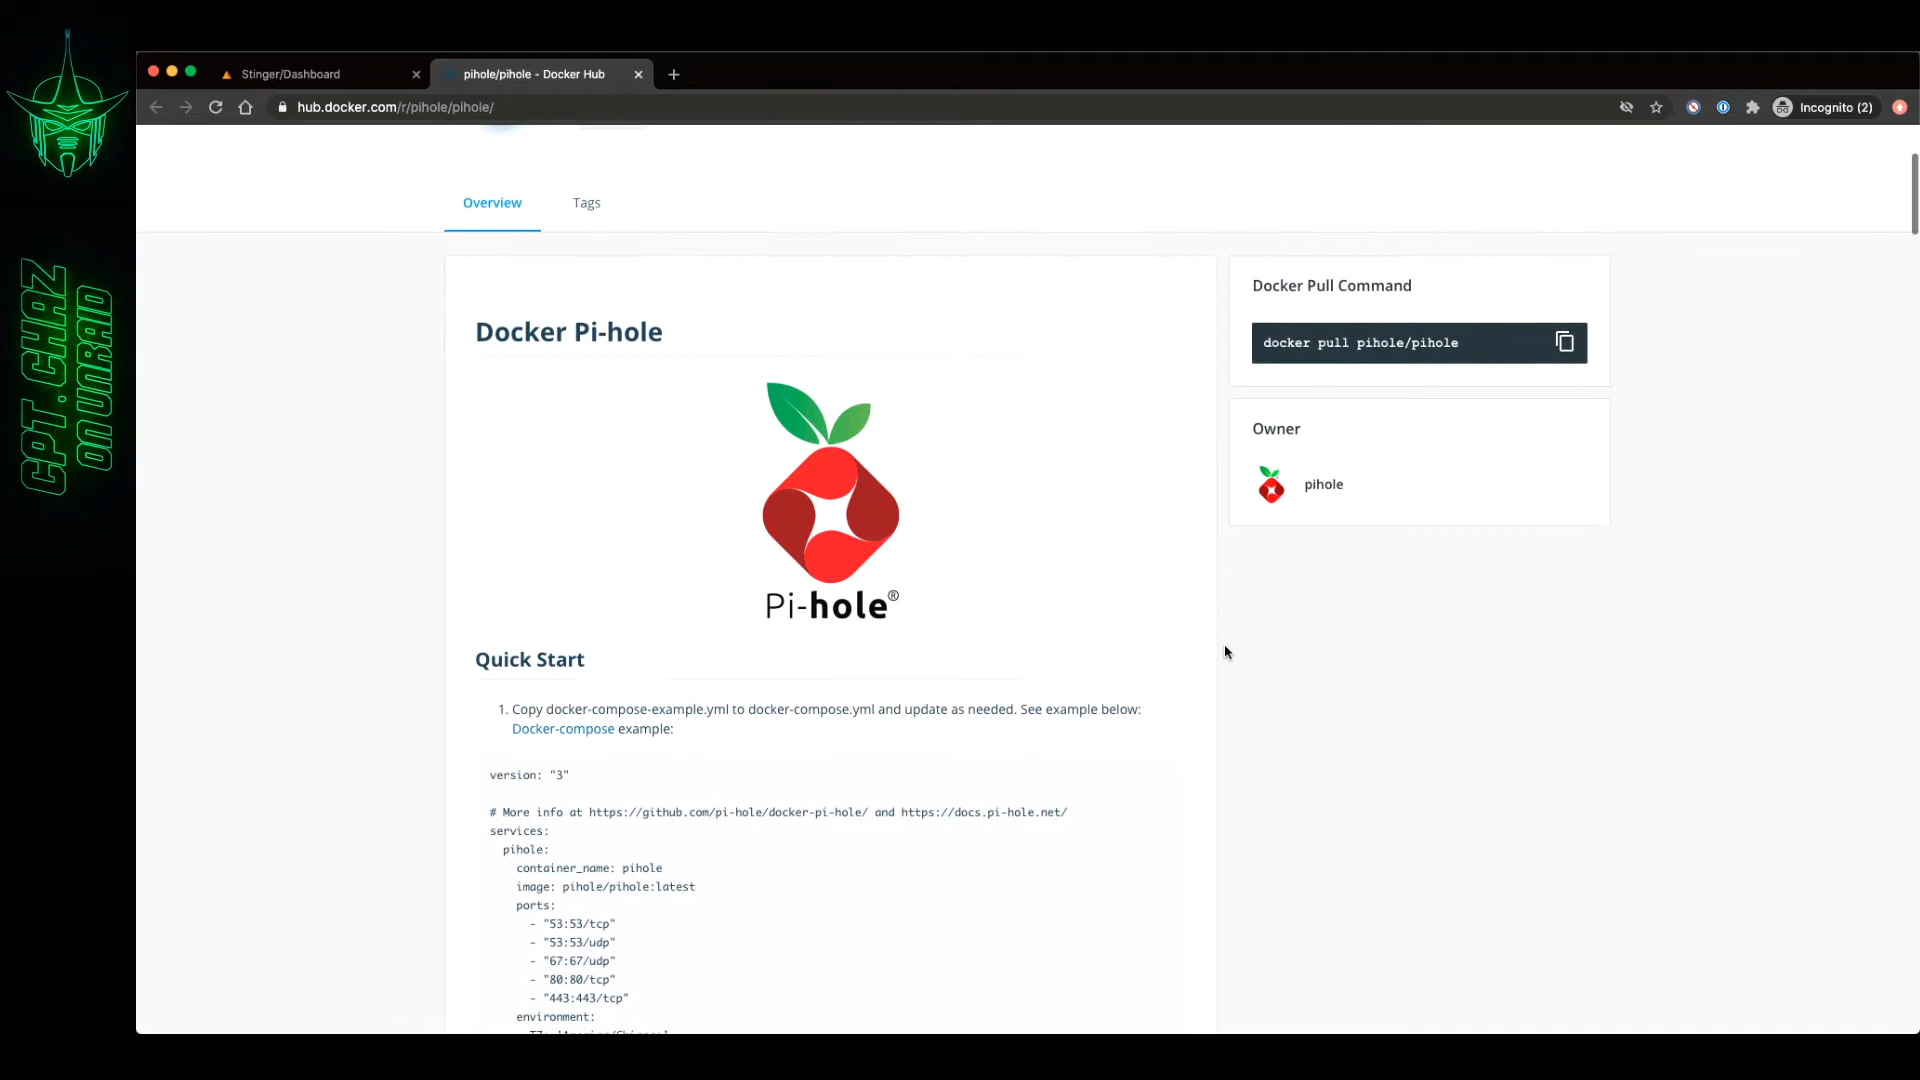 Stinger/Dashboard
pihole/pihole - Docker Hub
hub.docker.com/r/pihole/pihole/
Incognito (2)
CPT. CHAZ
ON UNRAID
Overview
Tags
Docker Pi-hole
Pi-hole®
Quick Start
1. Copy docker-compose-example.yml to docker-compose.yml and update as needed. See example below:
Docker-compose example:
version: "3"
# More info at https://github.com/pi-hole/docker-pi-hole/ and https://docs.pi-hole.net/
services:
pihole:
container_name: pihole
image: pihole/pihole:latest
ports:
- "53:53/tcp"
- "53:53/udp"
- "67:67/udp"
- "80:80/tcp"
- "443:443/tcp"
environment:
Docker Pull Command
docker pull pihole/pihole
Owner
pihole